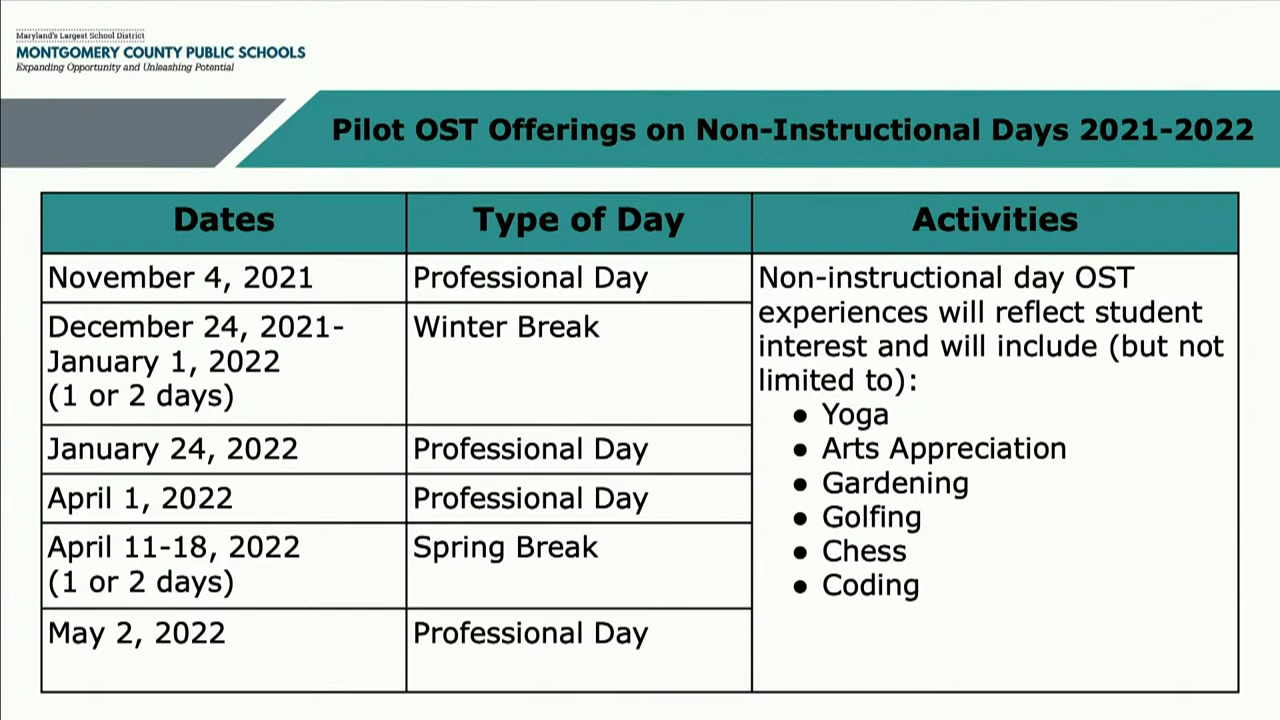 Maryland's Largest School District
MONTGOMERY COUNTY PUBLIC SCHOOLS
Expanding Opportunity and Unleashing Potential
Pilot OST Offerings on Non-Instructional Days 2021-2022
Dates
Type of Day
Activities
November 4, 2021
Professional Day
December 24, 2021-
January 1, 2022
(1 or 2 days)
Winter Break
January 24, 2022
Professional Day
April 1, 2022
Professional Day
April 11-18, 2022
(1 or 2 days)
Spring Break
May 2, 2022
Professional Day
Non-instructional day OST
experiences will reflect student
interest and will include (but not
limited to):
● Yoga
● Arts Appreciation
● Gardening
● Golfing
● Chess
● Coding